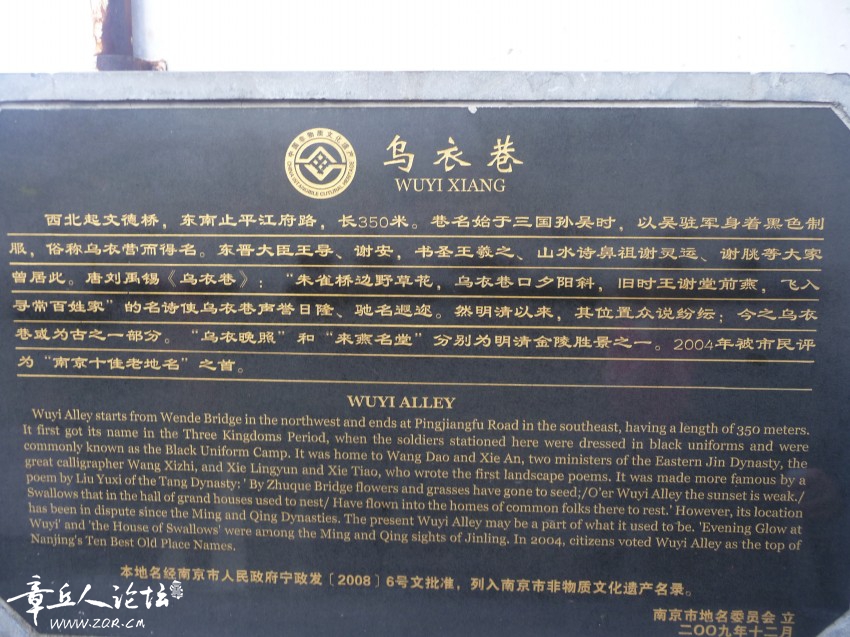 乌衣巷
WUYI XIANG
西北起文德桥，东南止平江府路，长350米。巷名始于三国孙吴时，以吴驻军身着黑色制
服，俗称乌衣营而得名。东晋大臣王导、谢安，书圣王羲之、山水诗鼻祖谢灵运、谢朓等大家
曾居此。唐刘禹锡《乌衣巷》：“朱雀桥边野草花，乌衣巷口夕阳斜，旧时王谢堂前燕，飞入
寻常百姓家”的名诗使乌衣巷声誉日隆、驰名遐迩。然明清以来，其位置众说纷纭；今之乌衣
巷或为古之一部分。“乌衣晚照”和“来燕名堂”分别为明清金陵胜景之一。2004年被市民评
为“南京十佳老地名”之首。
WUYI ALLEY
Wuyi Alley starts from Wende Bridge in the northwest and ends at Pingjiangfu Road in the southeast, having a length of 350 meters.
It first got its name in the Three Kingdoms Period, when the soldiers stationed here were dressed in black uniforms and were
commonly known as the Black Uniform Camp. It was home to Wang Dao and Xie An, two ministers of the Eastern Jin Dynasty, the
great calligrapher Wang Xizhi, and Xie Lingyun and Xie Tiao, who wrote the first landscape poems. It was made more famous by a
poem by Liu Yuxi of the Tang Dynasty: ' By Zhuque Bridge flowers and grasses have gone to seed;/O'er Wuyi Alley the sunset is weak./
Swallows that in the hall of grand houses used to nest/ Have flown into the homes of common folks there to rest.' However, its location
has been in dispute since the Ming and Qing Dynasties. The present Wuyi Alley may be a part of what it used to be. 'Evening Glow at
Wuyi' and 'the House of Swallows' were among the Ming and Qing sights of Jinling. In 2004, citizens voted Wuyi Alley as the top of
Nanjing's Ten Best Old Place Names.
本地名经南京市人民政府宁政发［2008］6号文批准，列入南京市非物质文化遗产名录。
南京市地名委员会 立
二〇〇九年十二月
章丘人论坛
www.ZQR.cn